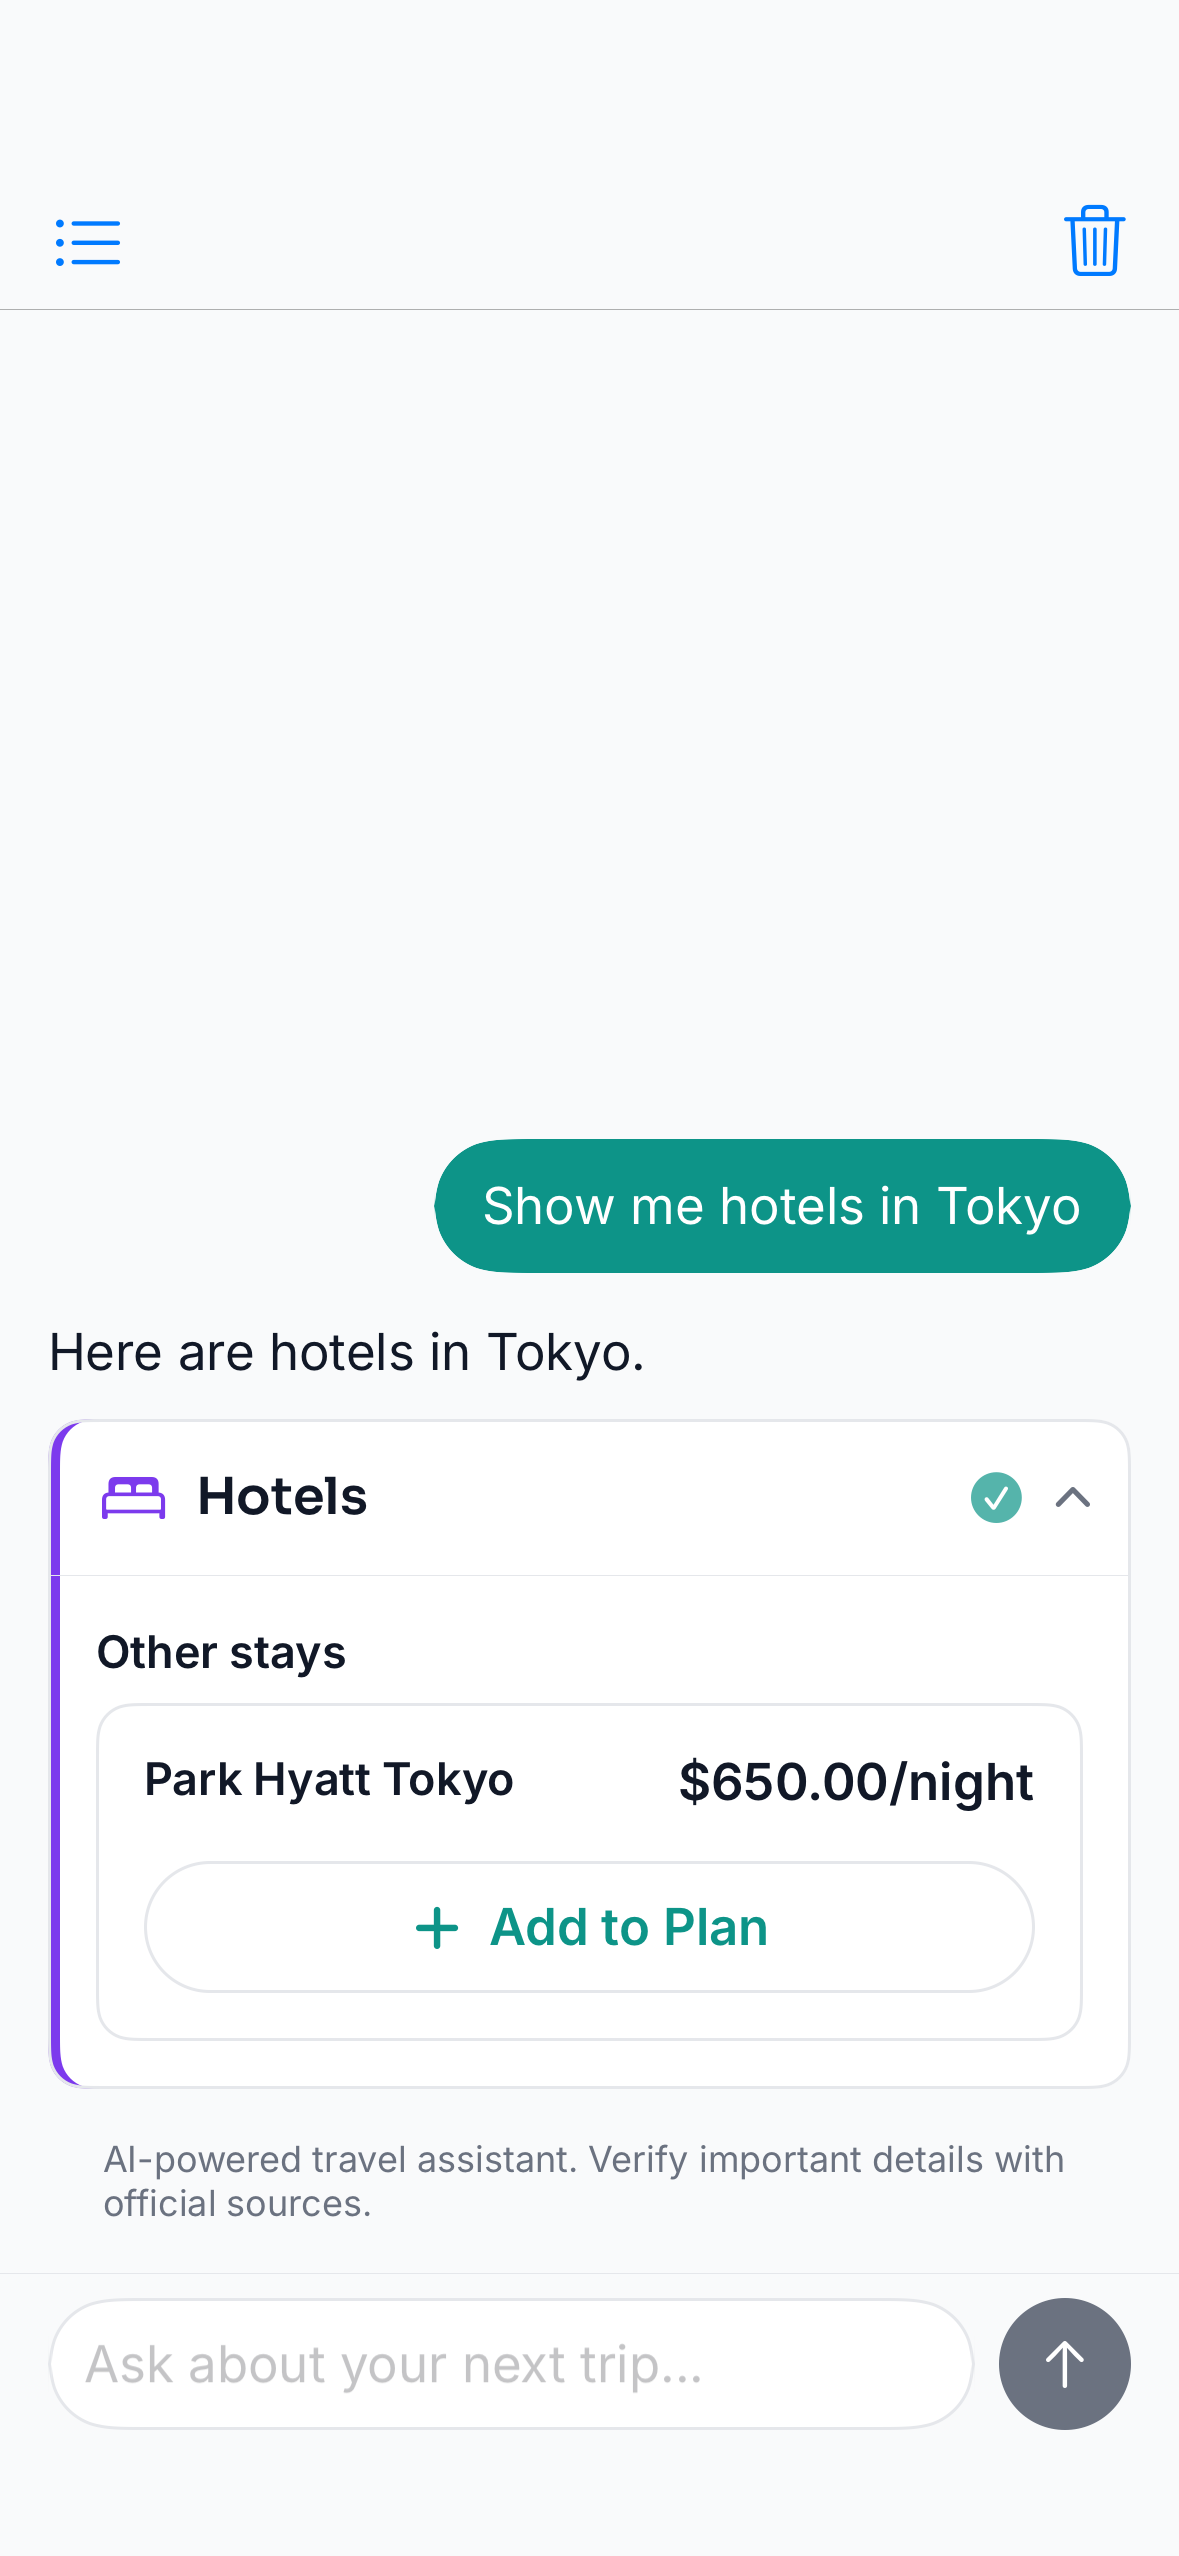 Show me hotels in Tokyo
Here are hotels in Tokyo.
Hotels
Other stays
Park Hyatt Tokyo $650.00/night
Add to Plan
AI-powered travel assistant. Verify important details with
official sources.
Ask about your next trip...